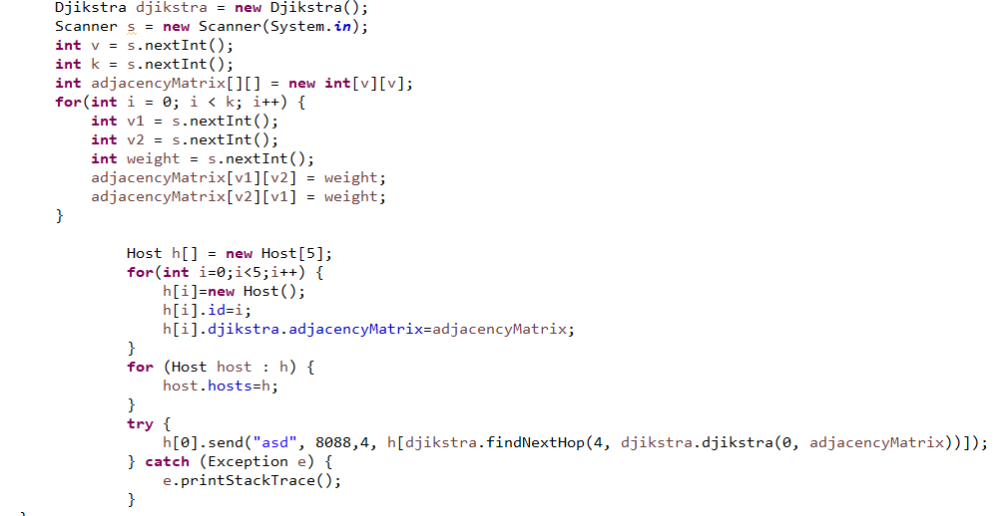 Djikstra djikstra = new Djikstra();
Scanner s = new Scanner(System.in);
int v = s.nextInt();
int k = s.nextInt();
int adjacencyMatrix[][] = new int[v][v];
for(int i = 0; i < k; i++) {
int v1 = s.nextInt();
int v2 = s.nextInt();
int weight = s.nextInt();
adjacencyMatrix[v1][v2] = weight;
adjacencyMatrix[v2][v1] = weight;
}
Host h[] = new Host[5];
for(int i=0;i<5;i++) {
h[i]=new Host();
h[i].id=i;
h[i].djikstra.adjacencyMatrix=adjacencyMatrix;
}
for (Host host : h) {
host.hosts=h;
}
try {
h[0].send("asd", 8088,4, h[djikstra.findNextHop(4, djikstra.djikstra(0, adjacencyMatrix))]);
} catch (Exception e) {
e.printStackTrace();
}